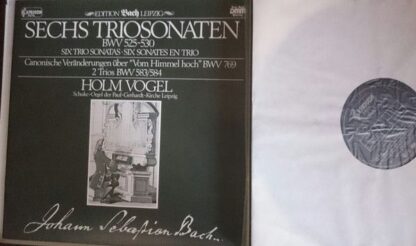 EDITION Bach LEIPZIG
SECHS TRIOSONATEN
BWV 525-530
SIX TRIO SONATAS · SIX SONATES EN TRIO
Canonische Veränderungen über "Vom Himmel hoch" BWV 769
2 Trios BWV 583/584
HOLM VOGEL
Schuke-Orgel der Paul-Gerhardt-Kirche Leipzig
Johann Sebastian Bach